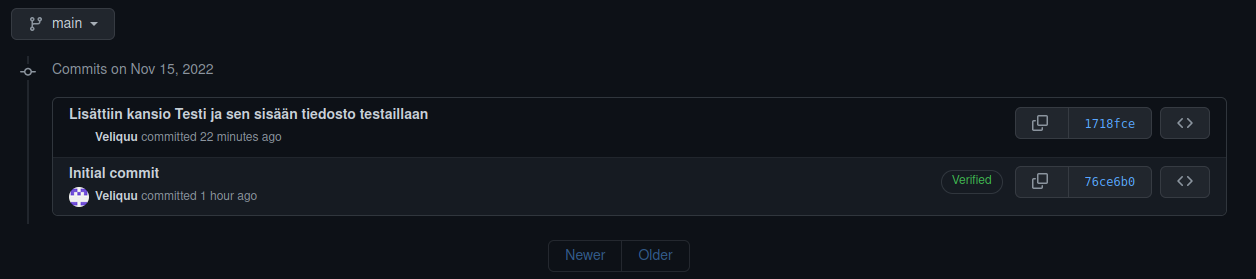 main
Commits on Nov 15, 2022
Lisättiin kansio Testi ja sen sisään tiedosto testaillaan
Veliquu committed 22 minutes ago
1718fce
Initial commit
Veliquu committed 1 hour ago
Verified
76ce6b0
Newer Older